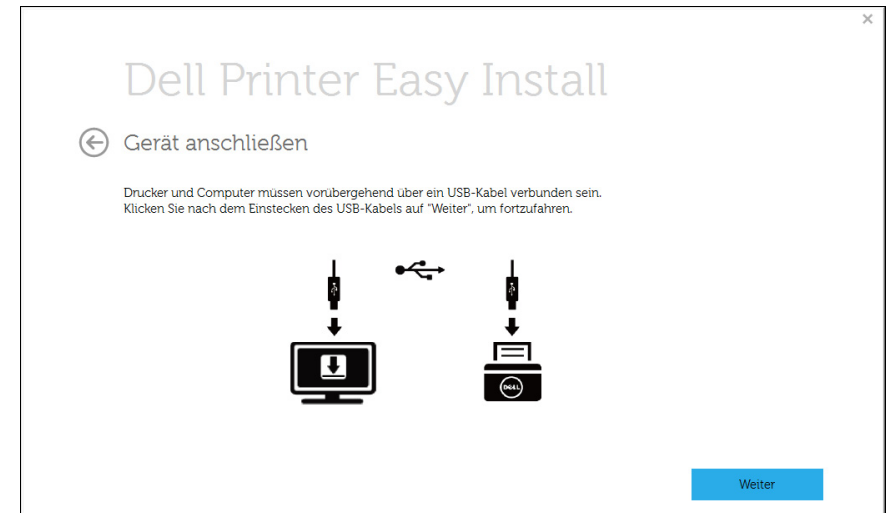 Dell Printer Easy Install
Gerät anschließen
Drucker und Computer müssen vorübergehend über ein USB-Kabel verbunden sein.
Klicken Sie nach dem Einstecken des USB-Kabels auf "Weiter", um fortzufahren.
DELL
Weiter